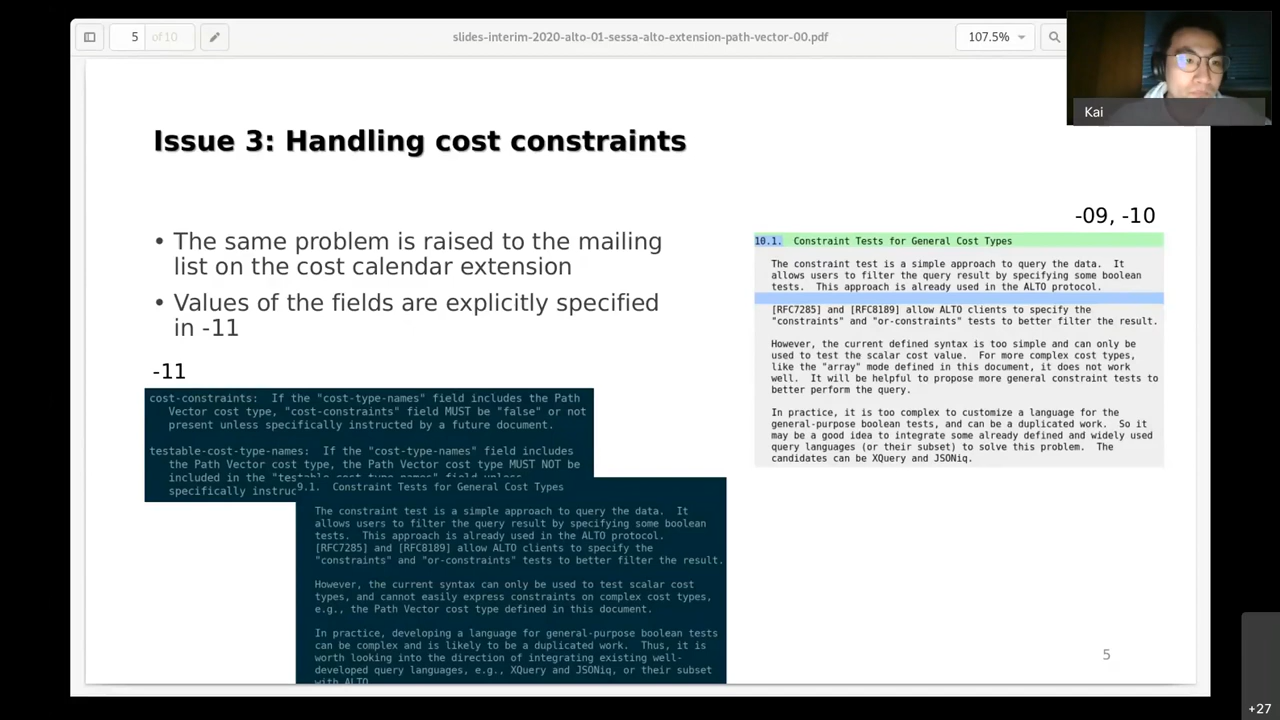 5 of 10
slides-interim-2020-alto-01-sessa-alto-extension-path-vector-00.pdf
107.5%
Kai
Issue 3: Handling cost constraints
• The same problem is raised to the mailing
list on the cost calendar extension
• Values of the fields are explicitly specified
in -11
-11
cost-constraints:  If the "cost-type-names" field includes the Path
Vector cost type, "cost-constraints" field MUST be "false" or not
present unless specifically instructed by a future document.
testable-cost-type-names:  If the "cost-type-names" field includes
the Path Vector cost type, the Path Vector cost type MUST NOT be
included in the "testable-cost-type-names" field unless
specifically instruc
9.1.  Constraint Tests for General Cost Types
The constraint test is a simple approach to query the data.  It
allows users to filter the query result by specifying some boolean
tests.  This approach is already used in the ALTO protocol.
[RFC7285] and [RFC8189] allow ALTO clients to specify the
"constraints" and "or-constraints" tests to better filter the result.
However, the current syntax can only be used to test scalar cost
types, and cannot easily express constraints on complex cost types,
e.g., the Path Vector cost type defined in this document.
In practice, developing a language for general-purpose boolean tests
can be complex and is likely to be a duplicated work.  Thus, it is
worth looking into the direction of integrating existing well-
developed query languages, e.g., XQuery and JSONiq, or their subset
with ALTO
-09, -10
10.1.  Constraint Tests for General Cost Types
The constraint test is a simple approach to query the data.  It
allows users to filter the query result by specifying some boolean
tests.  This approach is already used in the ALTO protocol.
[RFC7285] and [RFC8189] allow ALTO clients to specify the
"constraints" and "or-constraints" tests to better filter the result.
However, the current defined syntax is too simple and can only be
used to test the scalar cost value.  For more complex cost types,
like the "array" mode defined in this document, it does not work
well.  It will be helpful to propose more general constraint tests to
better perform the query.
In practice, it is too complex to customize a language for the
general-purpose boolean tests, and can be a duplicated work.  So it
may be a good idea to integrate some already defined and widely used
query languages (or their subset) to solve this problem.  The
candidates can be XQuery and JSONiq.
5
+27